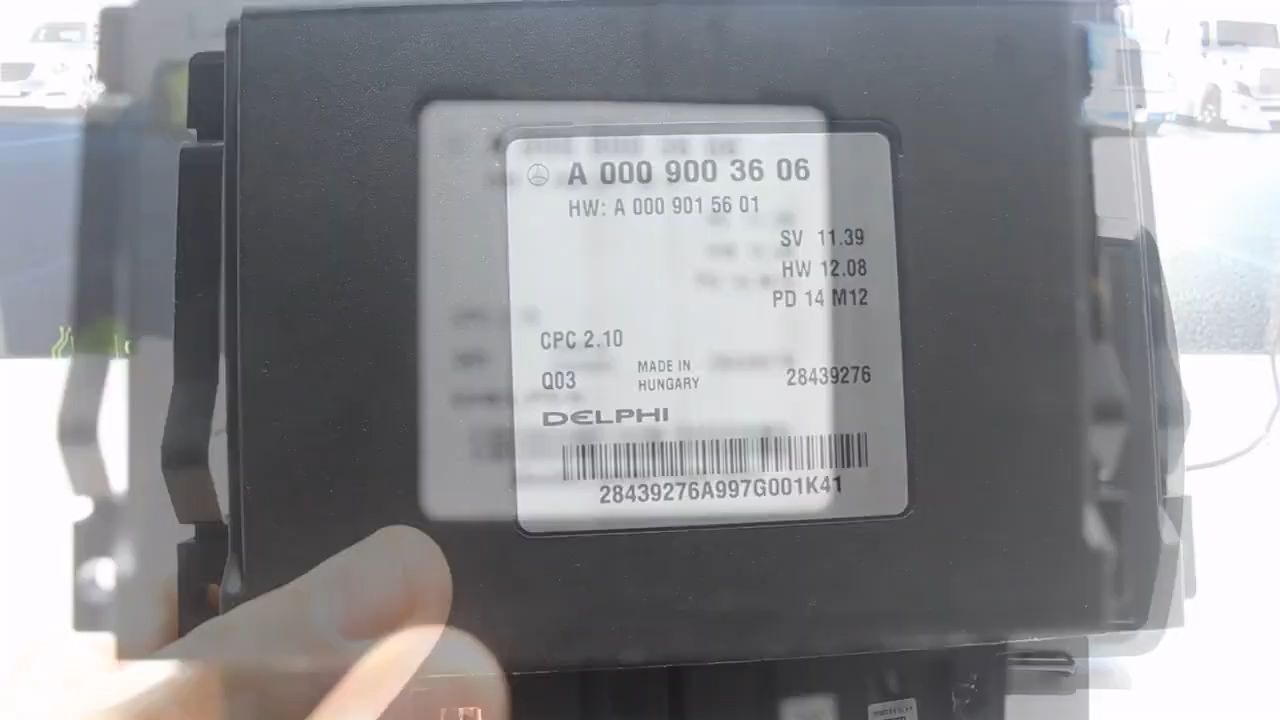 A 000 900 36 06
HW: A 000 901 56 01
SV 11.39
HW 12.08
PD 14 M12
CPC 2.10
Q03
MADE IN
HUNGARY
28439276
DELPHI
28439276A997G001K41